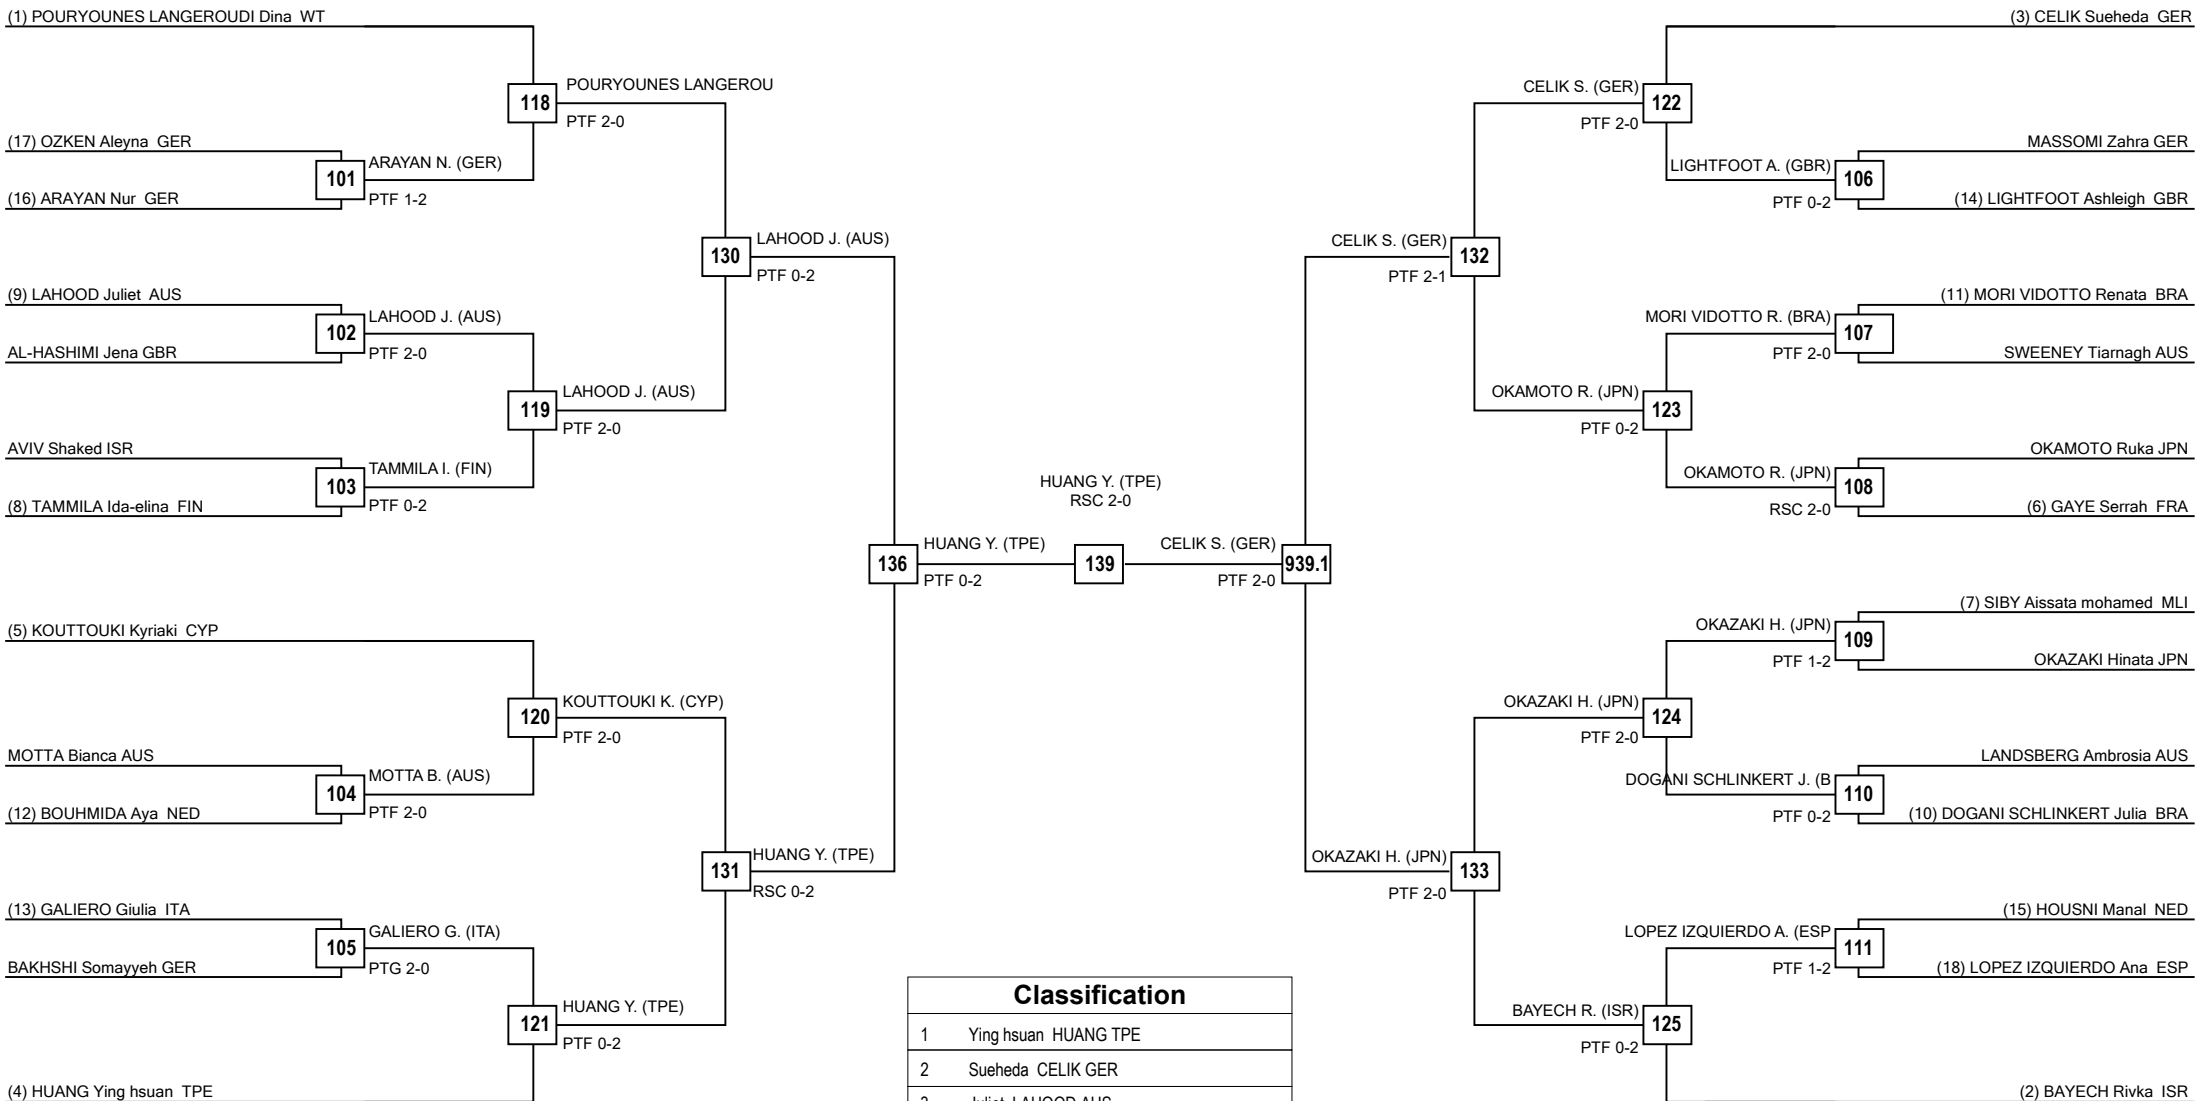 (1) POURYOUNES LANGEROUDI Dina WT
118
POURYOUNES LANGEROU
PTF 2-0
(17) OZKEN Aleyna GER
101
ARAYAN N. (GER)
PTF 1-2
(16) ARAYAN Nur GER
130
LAHOOD J. (AUS)
PTF 0-2
(9) LAHOOD Juliet AUS
102
LAHOOD J. (AUS)
PTF 2-0
AL-HASHIMI Jena GBR
119
LAHOOD J. (AUS)
PTF 2-0
AVIV Shaked ISR
103
TAMMILA I. (FIN)
PTF 0-2
(8) TAMMILA Ida-elina FIN
136
HUANG Y. (TPE)
PTF 0-2
(5) KOUTTOUKI Kyriaki CYP
120
KOUTTOUKI K. (CYP)
PTF 2-0
MOTTA Bianca AUS
104
MOTTA B. (AUS)
PTF 2-0
(12) BOUHMIDA Aya NED
131
HUANG Y. (TPE)
RSC 0-2
(13) GALIERO Giulia ITA
105
GALIERO G. (ITA)
PTG 2-0
BAKHSHI Somayyeh GER
121
HUANG Y. (TPE)
PTF 0-2
(4) HUANG Ying hsuan TPE
HUANG Y. (TPE)
RSC 2-0
139
CELIK S. (GER)
PTF 2-0
939.1
(3) CELIK Sueheda GER
CELIK S. (GER)
PTF 2-0
122
MASSOMI Zahra GER
LIGHTFOOT A. (GBR)
PTF 0-2
106
(14) LIGHTFOOT Ashleigh GBR
CELIK S. (GER)
PTF 2-1
132
(11) MORI VIDOTTO Renata BRA
MORI VIDOTTO R. (BRA)
PTF 2-0
107
SWEENEY Tiarnagh AUS
OKAMOTO R. (JPN)
PTF 0-2
123
OKAMOTO Ruka JPN
OKAMOTO R. (JPN)
RSC 2-0
108
(6) GAYE Serrah FRA
(7) SIBY Aissata mohamed MLI
OKAZAKI H. (JPN)
PTF 1-2
109
OKAZAKI Hinata JPN
OKAZAKI H. (JPN)
PTF 2-0
124
LANDSBERG Ambrosia AUS
DOGANI SCHLINKERT J. (B
PTF 0-2
110
(10) DOGANI SCHLINKERT Julia BRA
OKAZAKI H. (JPN)
PTF 2-0
133
(15) HOUSNI Manal NED
LOPEZ IZQUIERDO A. (ESP
PTF 1-2
111
(18) LOPEZ IZQUIERDO Ana ESP
BAYECH R. (ISR)
PTF 0-2
125
(2) BAYECH Rivka ISR
Classification
1 Ying hsuan HUANG TPE
2 Sueheda CELIK GER
3 Juliet LAHOOD AUS